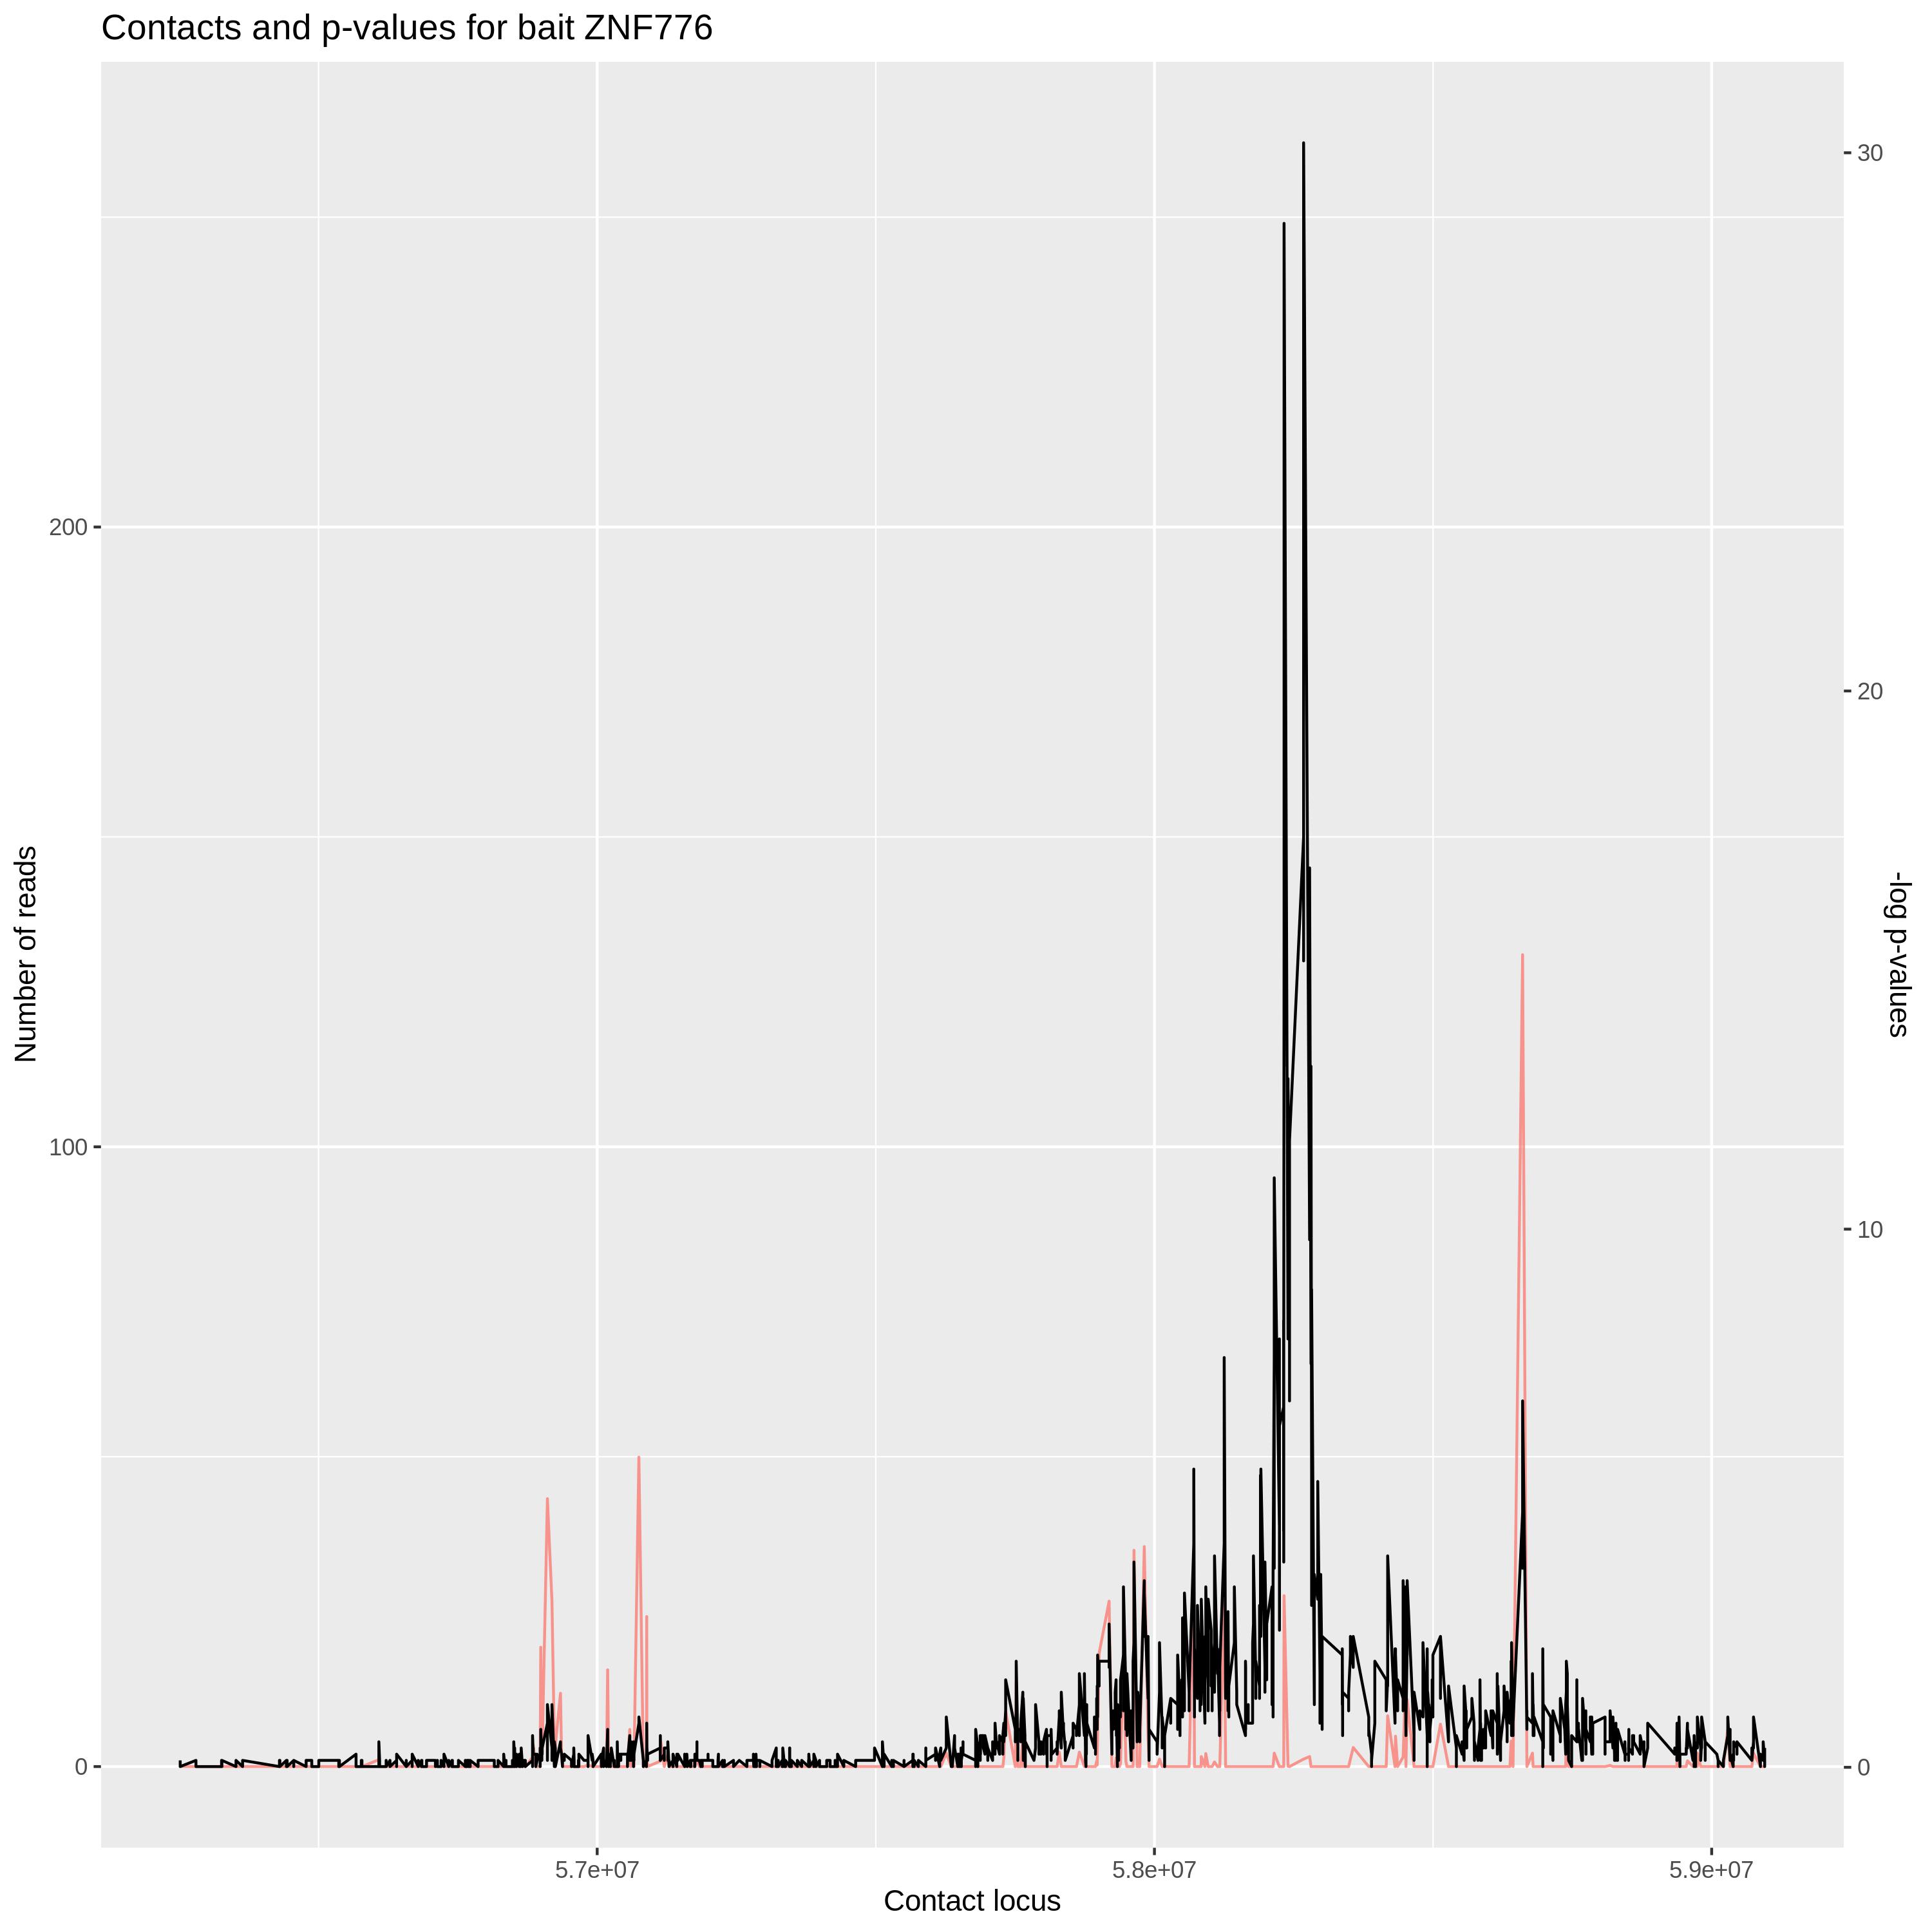 Contacts and p-values for bait ZNF776
30
200
20
Number of reads
-log p-values
100
10
0
0
5.7e+07
5.8e+07
5.9e+07
Contact locus